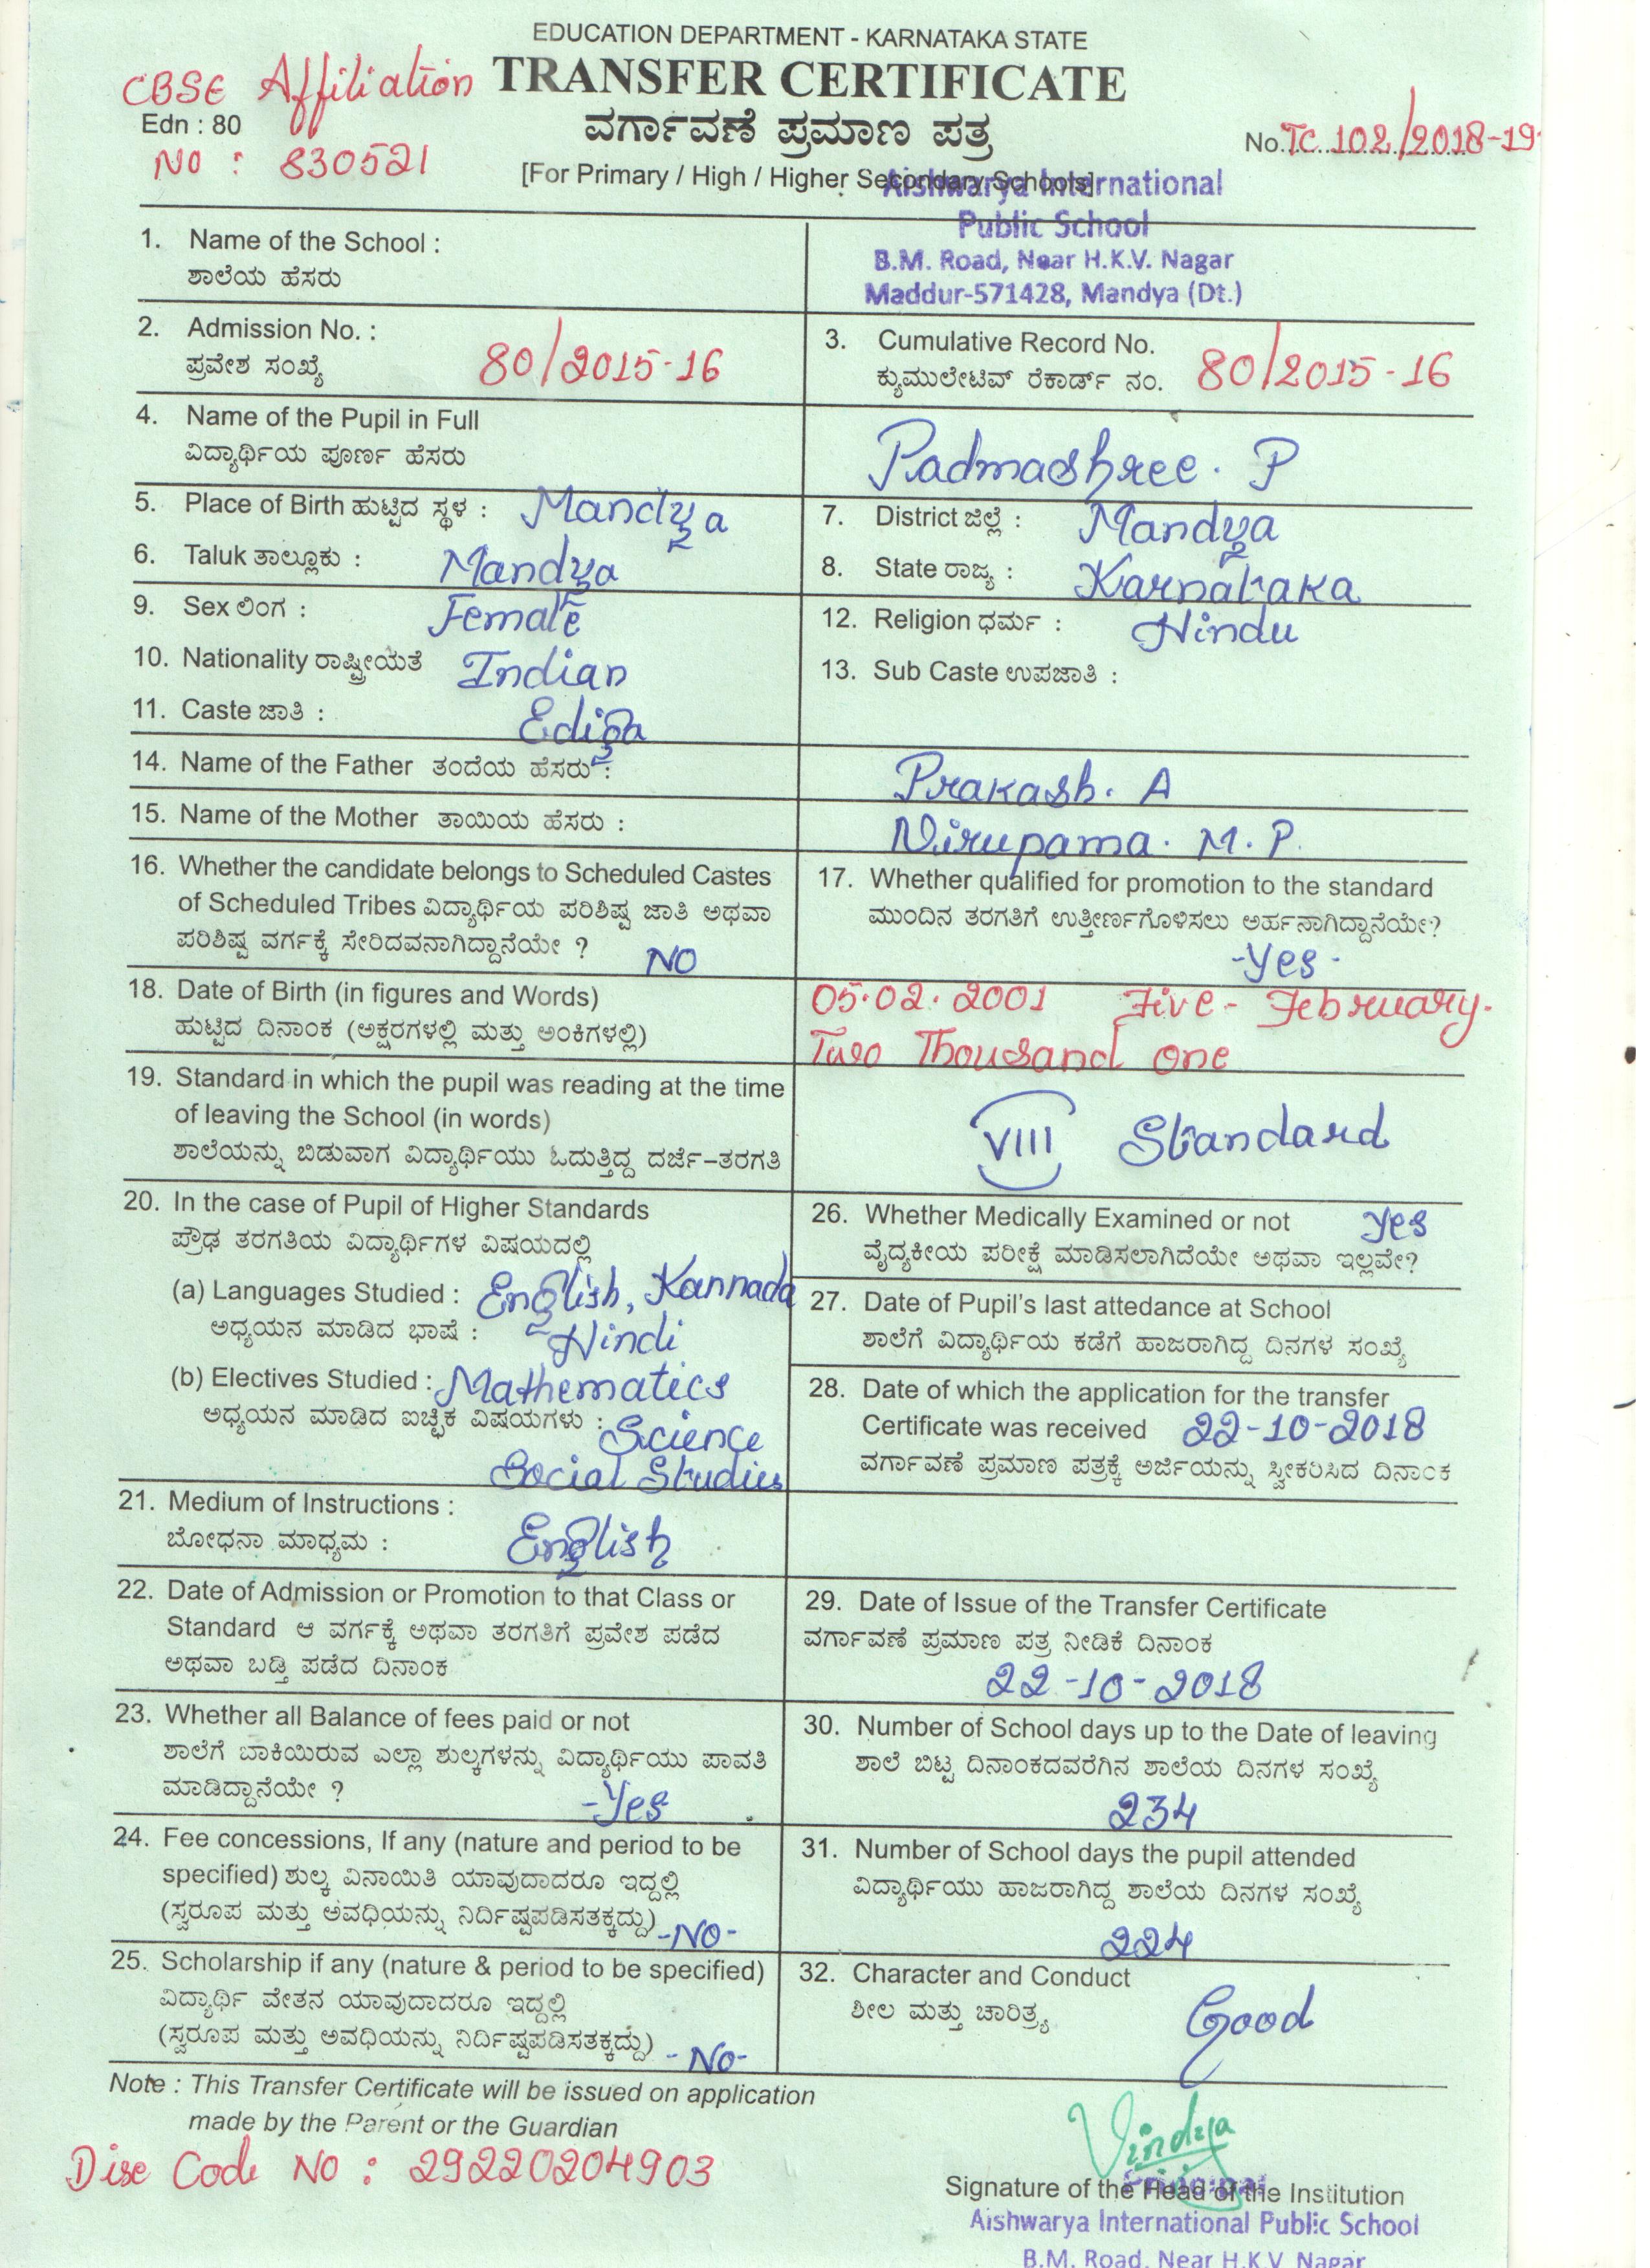 EDUCATION DEPARTMENT - KARNATAKA STATE
CBSE Affiliation TRANSFER CERTIFICATE
Edn : 80 ವರ್ಗಾವಣೆ ಪ್ರಮಾಣ ಪತ್ರ No. TC 102/2018-19
NO : 830521
[For Primary / High / Higher Secondary Schools]
Aishwarya International
Public School
B.M. Road, Near H.K.V. Nagar
Maddur-571428, Mandya (Dt.)
1. Name of the School :
ಶಾಲೆಯ ಹೆಸರು
2. Admission No. :
ಪ್ರವೇಶ ಸಂಖ್ಯೆ 80/2015-16
3. Cumulative Record No.
ಕ್ಯುಮುಲೇಟಿವ್ ರೆಕಾರ್ಡ್ ನಂ. 80/2015-16
4. Name of the Pupil in Full
ವಿದ್ಯಾರ್ಥಿಯ ಪೂರ್ಣ ಹೆಸರು
Padmashree. P
5. Place of Birth ಹುಟ್ಟಿದ ಸ್ಥಳ : Mandya
6. Taluk ತಾಲ್ಲೂಕು : Mandya
7. District ಜಿಲ್ಲೆ : Mandya
8. State ರಾಜ್ಯ : Karnataka
9. Sex ಲಿಂಗ : Female
10. Nationality ರಾಷ್ಟ್ರೀಯತೆ Indian
11. Caste ಜಾತಿ : Ediga
12. Religion ಧರ್ಮ : Hindu
13. Sub Caste ಉಪಜಾತಿ :
14. Name of the Father ತಂದೆಯ ಹೆಸರು : Prakash. A
15. Name of the Mother ತಾಯಿಯ ಹೆಸರು : Nirupama. M. P.
16. Whether the candidate belongs to Scheduled Castes
of Scheduled Tribes ವಿದ್ಯಾರ್ಥಿಯ ಪರಿಶಿಷ್ಟ ಜಾತಿ ಅಥವಾ
ಪರಿಶಿಷ್ಟ ವರ್ಗಕ್ಕೆ ಸೇರಿದವನಾಗಿದ್ದಾನೆಯೇ ? NO
17. Whether qualified for promotion to the standard
ಮುಂದಿನ ತರಗತಿಗೆ ಉತ್ತೀರ್ಣಗೊಳಿಸಲು ಅರ್ಹನಾಗಿದ್ದಾನೆಯೇ?
-Yes-
18. Date of Birth (in figures and Words)
ಹುಟ್ಟಿದ ದಿನಾಂಕ (ಅಕ್ಷರಗಳಲ್ಲಿ ಮತ್ತು ಅಂಕಿಗಳಲ್ಲಿ)
05.02.2001 Five - February.
Two Thousand One
19. Standard in which the pupil was reading at the time
of leaving the School (in words)
ಶಾಲೆಯನ್ನು ಬಿಡುವಾಗ ವಿದ್ಯಾರ್ಥಿಯು ಓದುತ್ತಿದ್ದ ದರ್ಜೆ-ತರಗತಿ
VIII Standard
20. In the case of Pupil of Higher Standards
ಪ್ರೌಢ ತರಗತಿಯ ವಿದ್ಯಾರ್ಥಿಗಳ ವಿಷಯದಲ್ಲಿ
(a) Languages Studied : English, Kannada
ಅಧ್ಯಯನ ಮಾಡಿದ ಭಾಷೆ : Hindi
(b) Electives Studied : Mathematics
ಅಧ್ಯಯನ ಮಾಡಿದ ಐಚ್ಛಿಕ ವಿಷಯಗಳು : Science
Social Studies
26. Whether Medically Examined or not Yes
ವೈದ್ಯಕೀಯ ಪರೀಕ್ಷೆ ಮಾಡಿಸಲಾಗಿದೆಯೇ ಅಥವಾ ಇಲ್ಲವೇ?
27. Date of Pupil's last attedance at School
ಶಾಲೆಗೆ ವಿದ್ಯಾರ್ಥಿಯ ಕಡೆಗೆ ಹಾಜರಾಗಿದ್ದ ದಿನಗಳ ಸಂಖ್ಯೆ
28. Date of which the application for the transfer
Certificate was received 22-10-2018
ವರ್ಗಾವಣೆ ಪ್ರಮಾಣ ಪತ್ರಕ್ಕೆ ಅರ್ಜಿಯನ್ನು ಸ್ವೀಕರಿಸಿದ ದಿನಾಂಕ
21. Medium of Instructions :
ಬೋಧನಾ ಮಾಧ್ಯಮ : English
22. Date of Admission or Promotion to that Class or
Standard ಆ ವರ್ಗಕ್ಕೆ ಅಥವಾ ತರಗತಿಗೆ ಪ್ರವೇಶ ಪಡೆದ
ಅಥವಾ ಬಡ್ತಿ ಪಡೆದ ದಿನಾಂಕ
29. Date of Issue of the Transfer Certificate
ವರ್ಗಾವಣೆ ಪ್ರಮಾಣ ಪತ್ರ ನೀಡಿಕೆ ದಿನಾಂಕ
22-10-2018
23. Whether all Balance of fees paid or not
ಶಾಲೆಗೆ ಬಾಕಿಯಿರುವ ಎಲ್ಲಾ ಶುಲ್ಕಗಳನ್ನು ವಿದ್ಯಾರ್ಥಿಯು ಪಾವತಿ
ಮಾಡಿದ್ದಾನೆಯೇ ? -Yes
30. Number of School days up to the Date of leaving
ಶಾಲೆ ಬಿಟ್ಟ ದಿನಾಂಕದವರೆಗಿನ ಶಾಲೆಯ ದಿನಗಳ ಸಂಖ್ಯೆ
234
24. Fee concessions, If any (nature and period to be
specified) ಶುಲ್ಕ ವಿನಾಯಿತಿ ಯಾವುದಾದರೂ ಇದ್ದಲ್ಲಿ
(ಸ್ವರೂಪ ಮತ್ತು ಅವಧಿಯನ್ನು ನಿರ್ದಿಷ್ಟಪಡಿಸತಕ್ಕದ್ದು) -NO-
31. Number of School days the pupil attended
ವಿದ್ಯಾರ್ಥಿಯು ಹಾಜರಾಗಿದ್ದ ಶಾಲೆಯ ದಿನಗಳ ಸಂಖ್ಯೆ
224
25. Scholarship if any (nature & period to be specified)
ವಿದ್ಯಾರ್ಥಿ ವೇತನ ಯಾವುದಾದರೂ ಇದ್ದಲ್ಲಿ
(ಸ್ವರೂಪ ಮತ್ತು ಅವಧಿಯನ್ನು ನಿರ್ದಿಷ್ಟಪಡಿಸತಕ್ಕದ್ದು) -No-
32. Character and Conduct
ಶೀಲ ಮತ್ತು ಚಾರಿತ್ರ್ಯ Good
Note : This Transfer Certificate will be issued on application
made by the Parent or the Guardian
Dise Code NO : 29220204903
Vindya
Principal
Signature of the Head of the Institution
Aishwarya International Public School
B.M. Road, Near H.K.V. Nagar